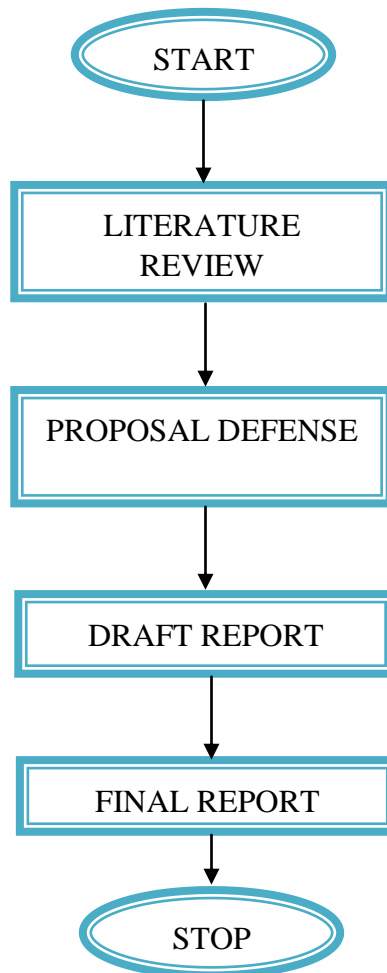 START
LITERATURE
REVIEW
PROPOSAL DEFENSE
DRAFT REPORT
FINAL REPORT
STOP